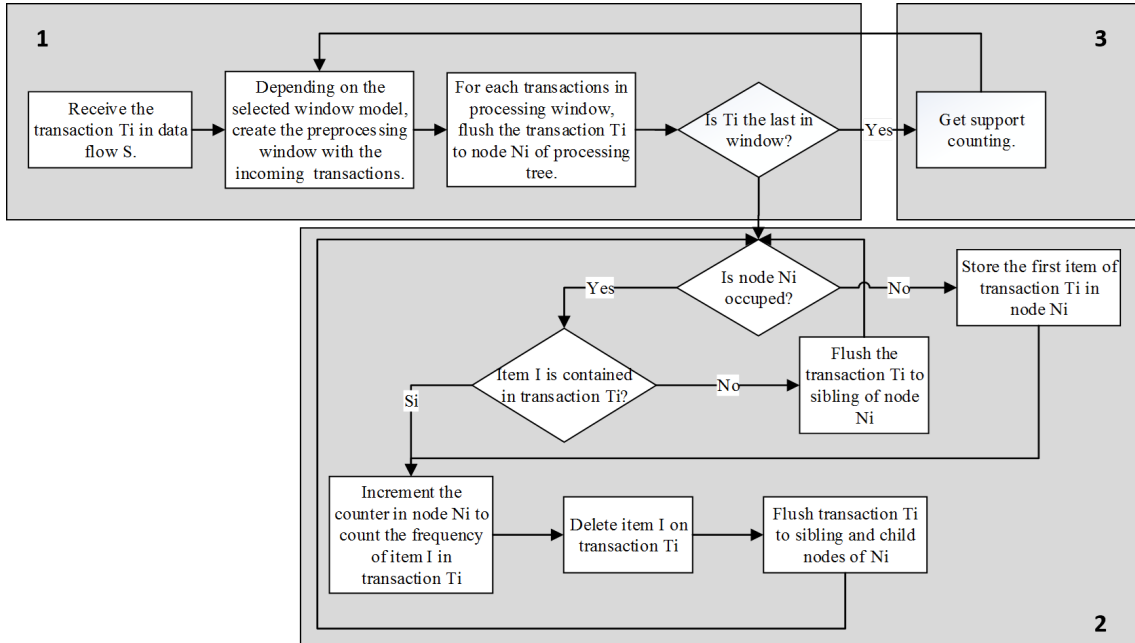 1
3
Receive the
transaction Ti in data
flow S.
Depending on the
selected window model,
create the preprocessing
window with the
incoming transactions.
For each transactions in
processing window,
flush the transaction Ti
to node Ni of processing
tree.
Is Ti the last in
window?
Yes
Get support
counting.
Is node Ni
occuped?
Yes
No
Store the first item of
transaction Ti in
node Ni
Item I is contained
in transaction Ti?
Si
No
Flush the
transaction Ti to
sibling of node
Ni
Increment the
counter in node Ni to
count the frequency
of item I in
transaction Ti
Delete item I on
transaction Ti
Flush transaction Ti
to sibling and child
nodes of Ni
2